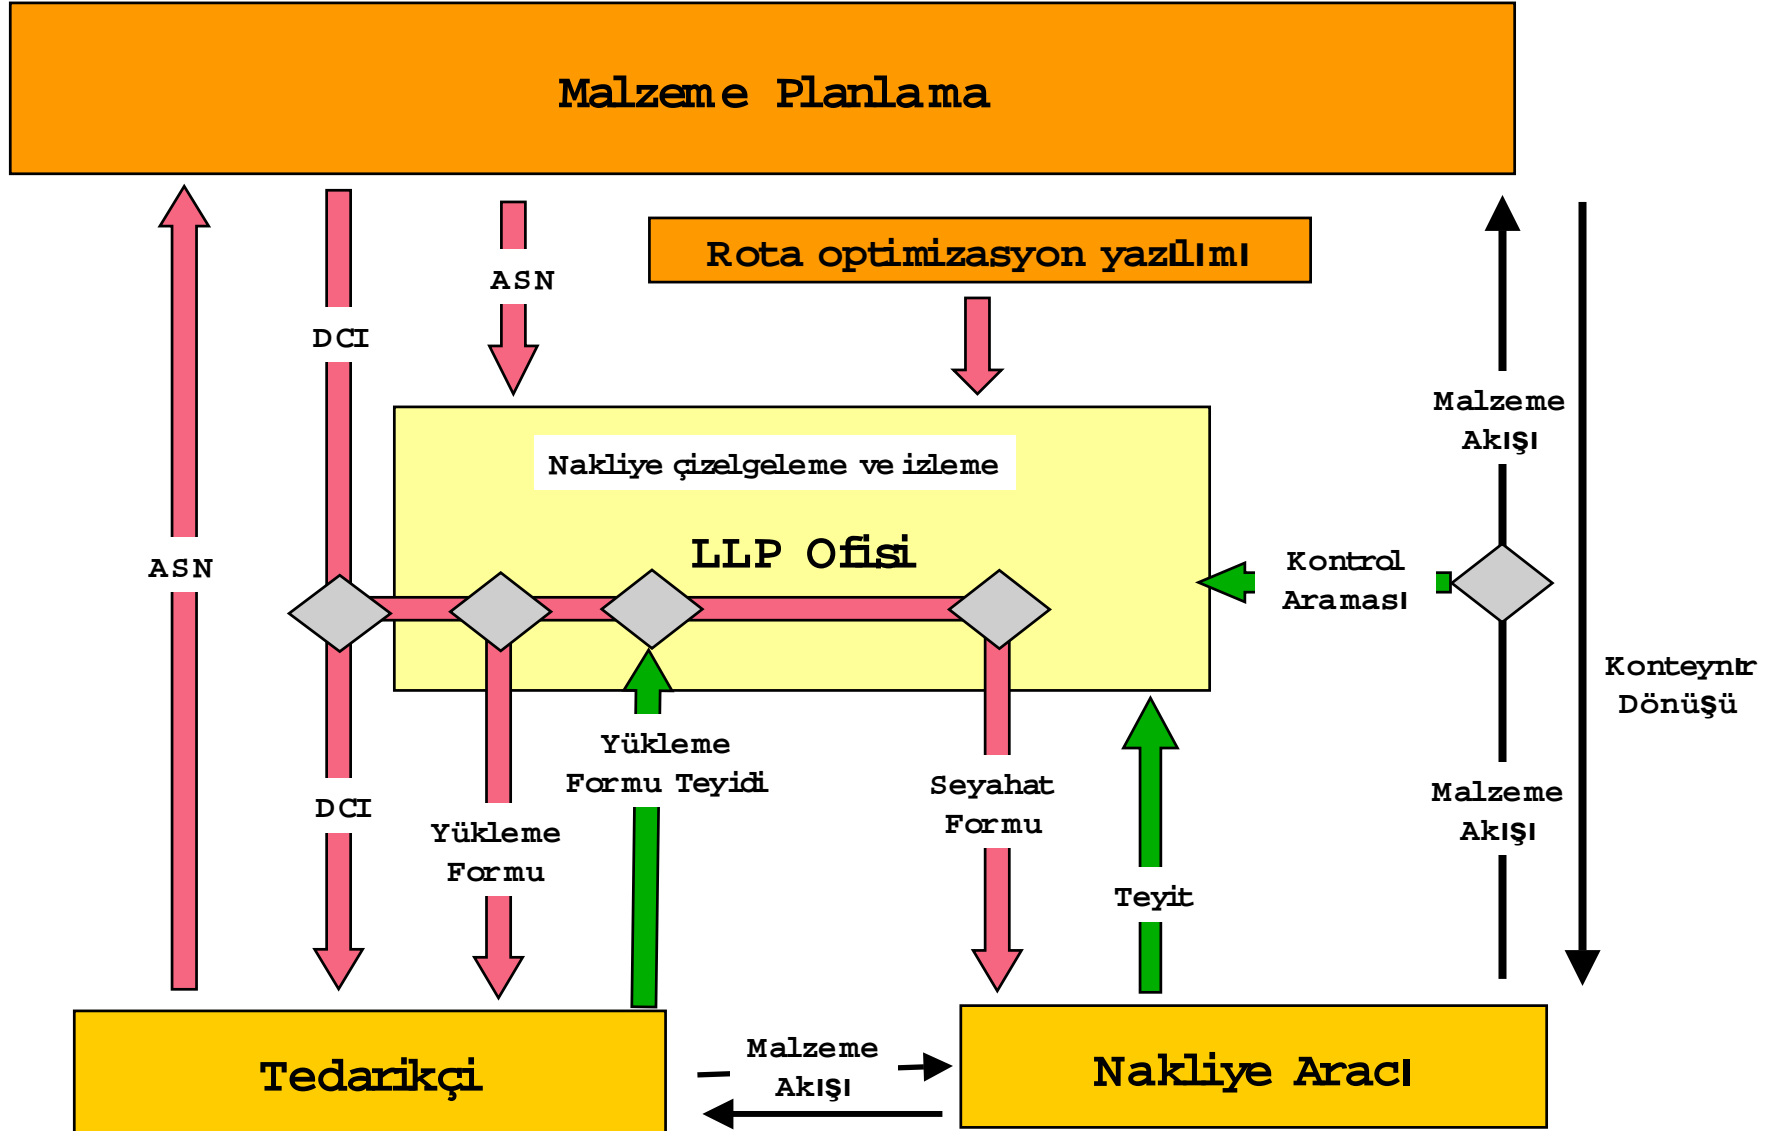 Malzeme Planlama
Rota optimizasyon yazılımı
ASN
DCI
Malzeme
Akışı
Nakliye çizelgeleme ve izleme
LLP Ofisi
ASN
Kontrol
Araması
Konteynır
Dönüşü
Yükleme
Formu Teyidi
Seyahat
Formu
Malzeme
Akışı
DCI
Yükleme
Formu
Teyit
Malzeme
Akışı
Tedarikçi
Nakliye Aracı